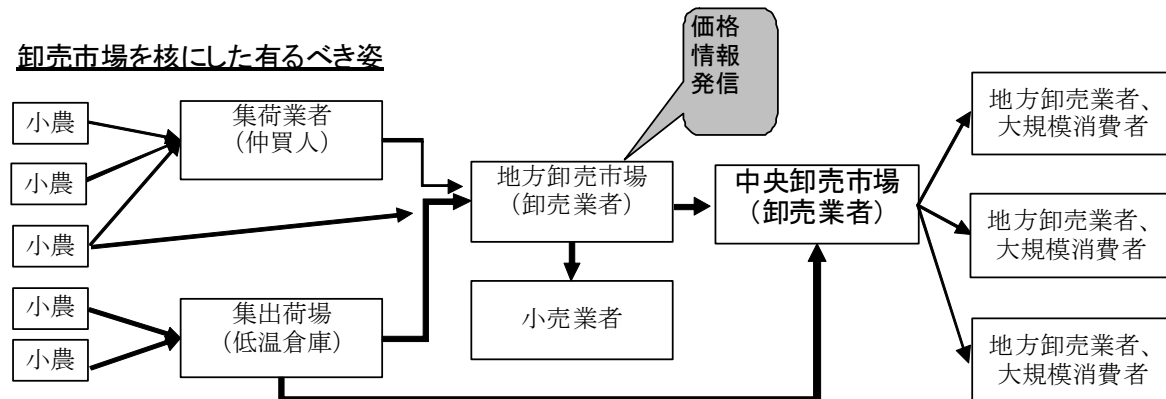 卸売市場を核にした有るべき姿
価格
情報
発信
小農
小農
小農
小農
小農
集荷業者
(仲買人)
集出荷場
(低温倉庫)
地方卸売市場
(卸売業者)
小売業者
中央卸売市場
(卸売業者)
地方卸売業者、
大規模消費者
地方卸売業者、
大規模消費者
地方卸売業者、
大規模消費者